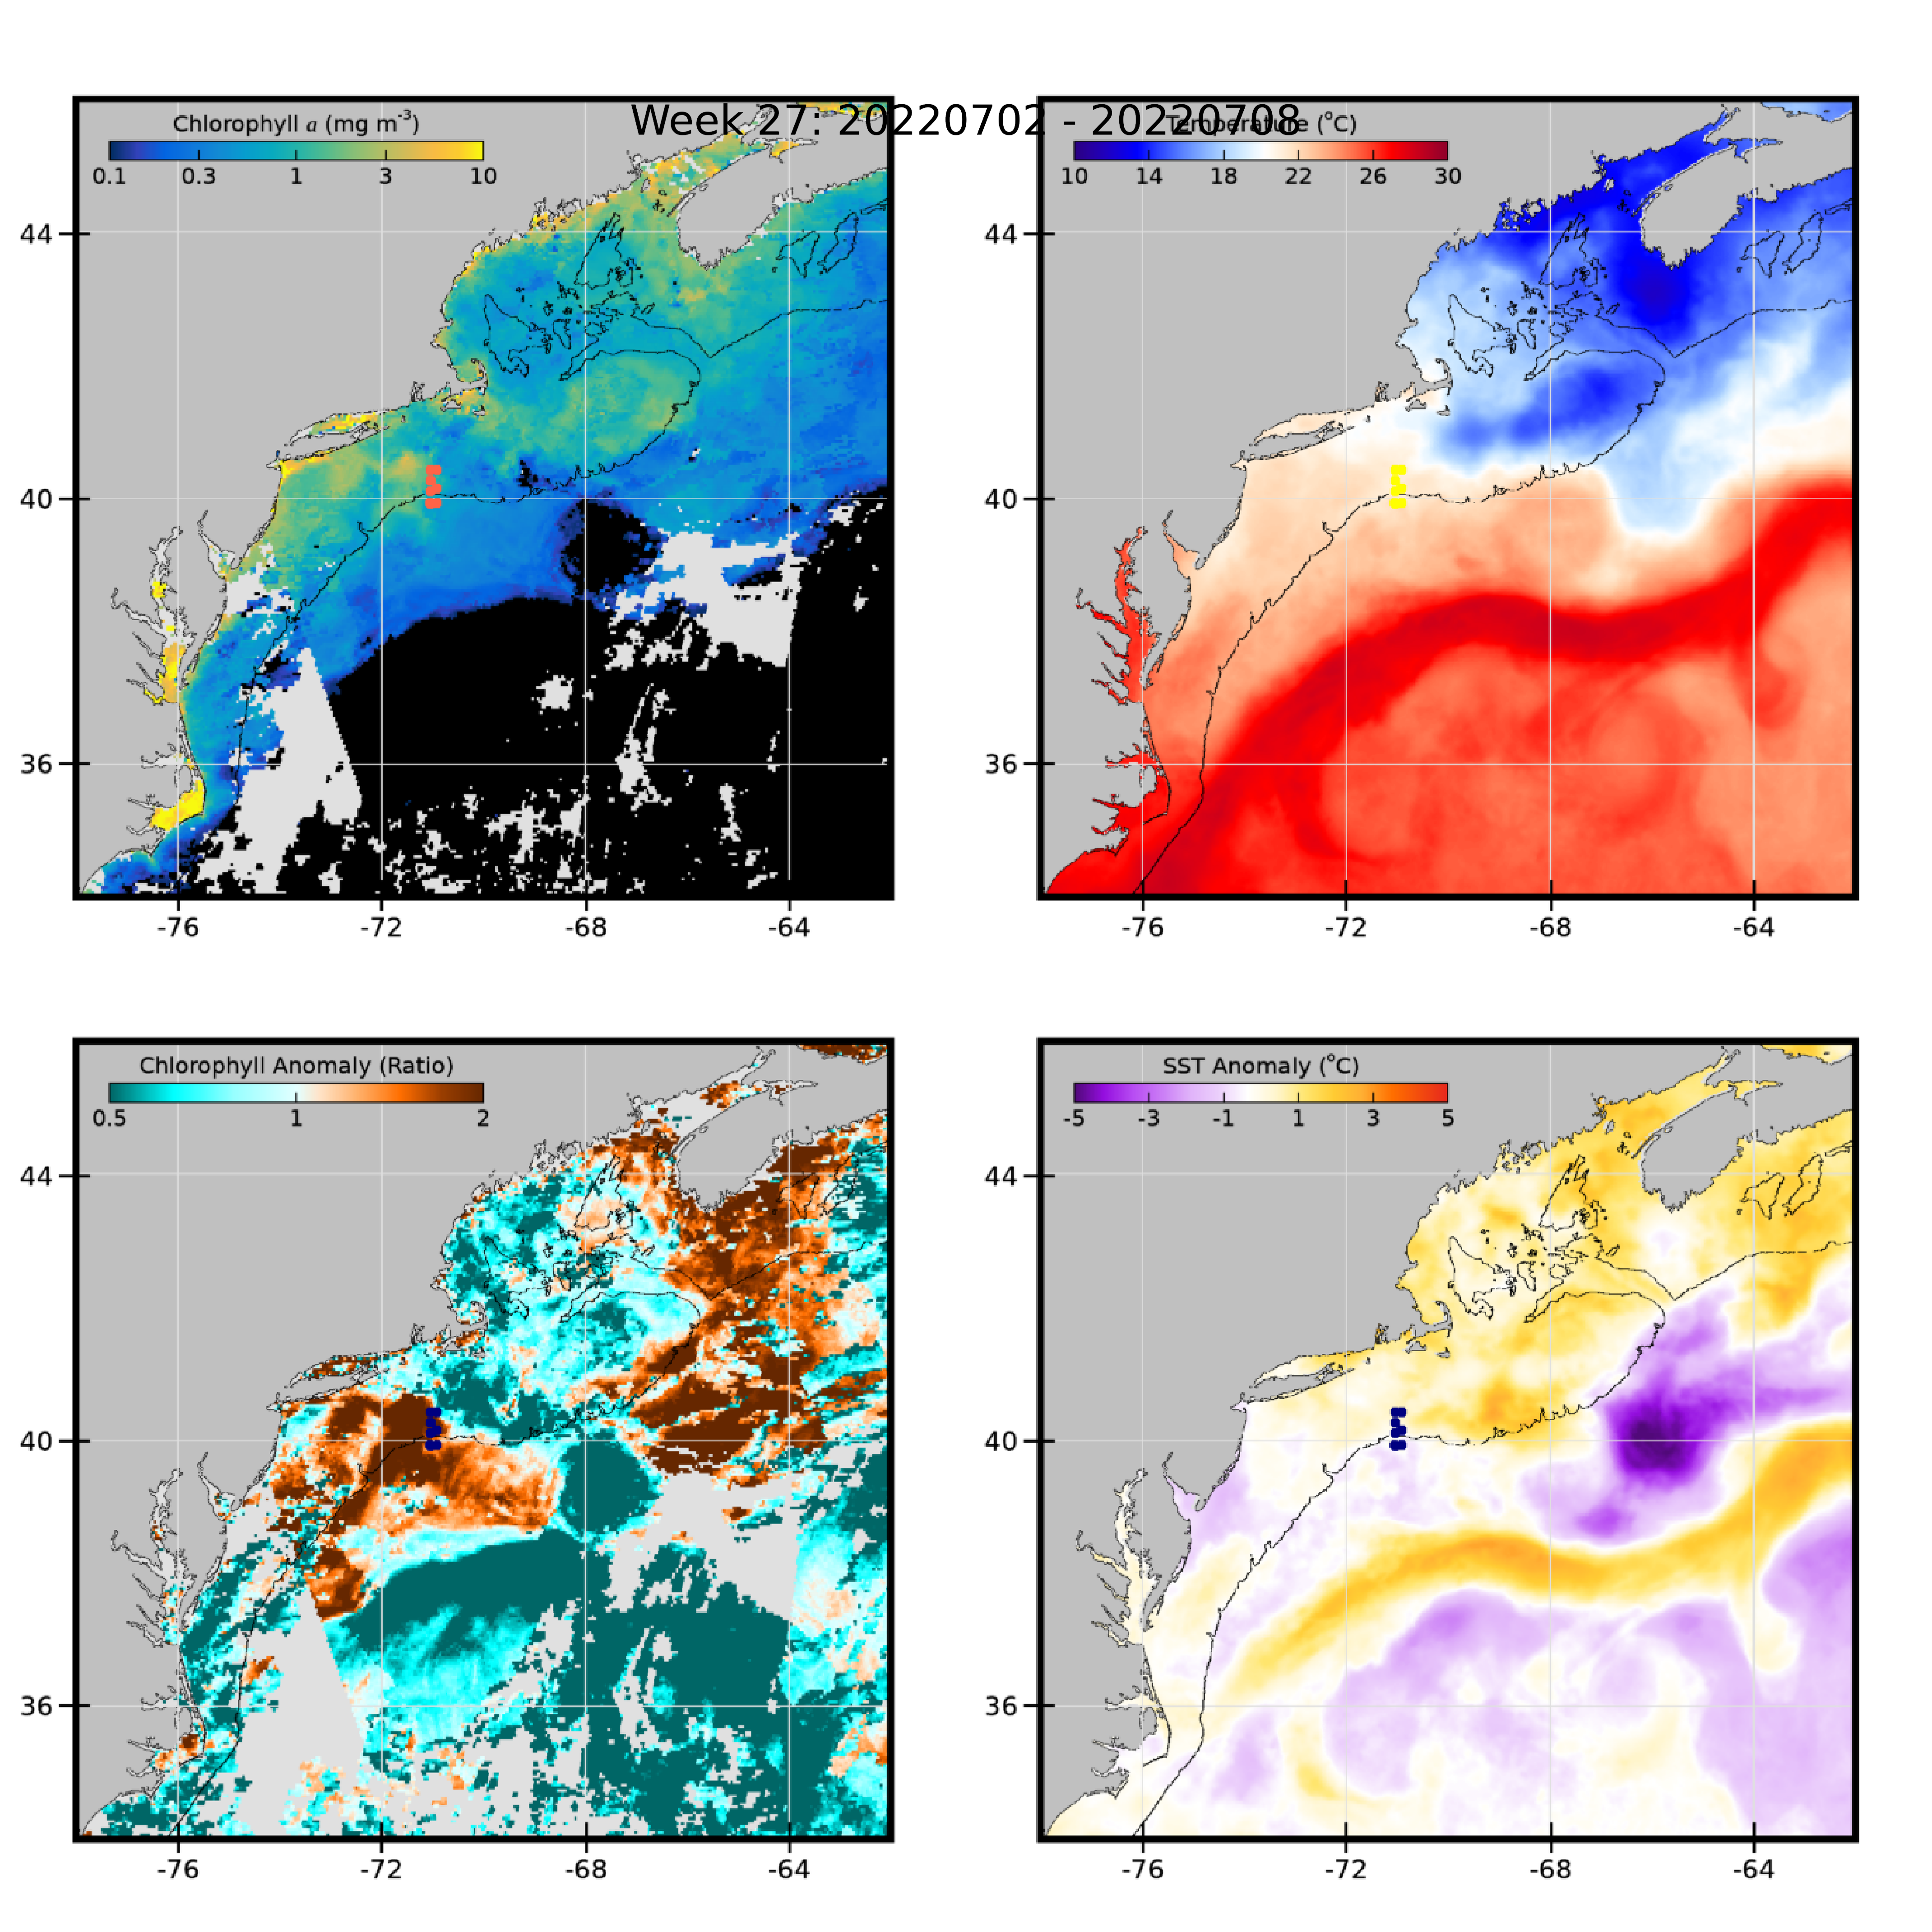 Week 27: 20220702 - 20220708
Chlorophyll a (mg m-3)
0.1 0.3 1 3 10
44
40
36
-76 -72 -68 -64
Temperature (oC)
10 14 18 22 26 30
44
40
36
-76 -72 -68 -64
Chlorophyll Anomaly (Ratio)
0.5 1 2
44
40
36
-76 -72 -68 -64
SST Anomaly (oC)
-5 -3 -1 1 3 5
44
40
36
-76 -72 -68 -64